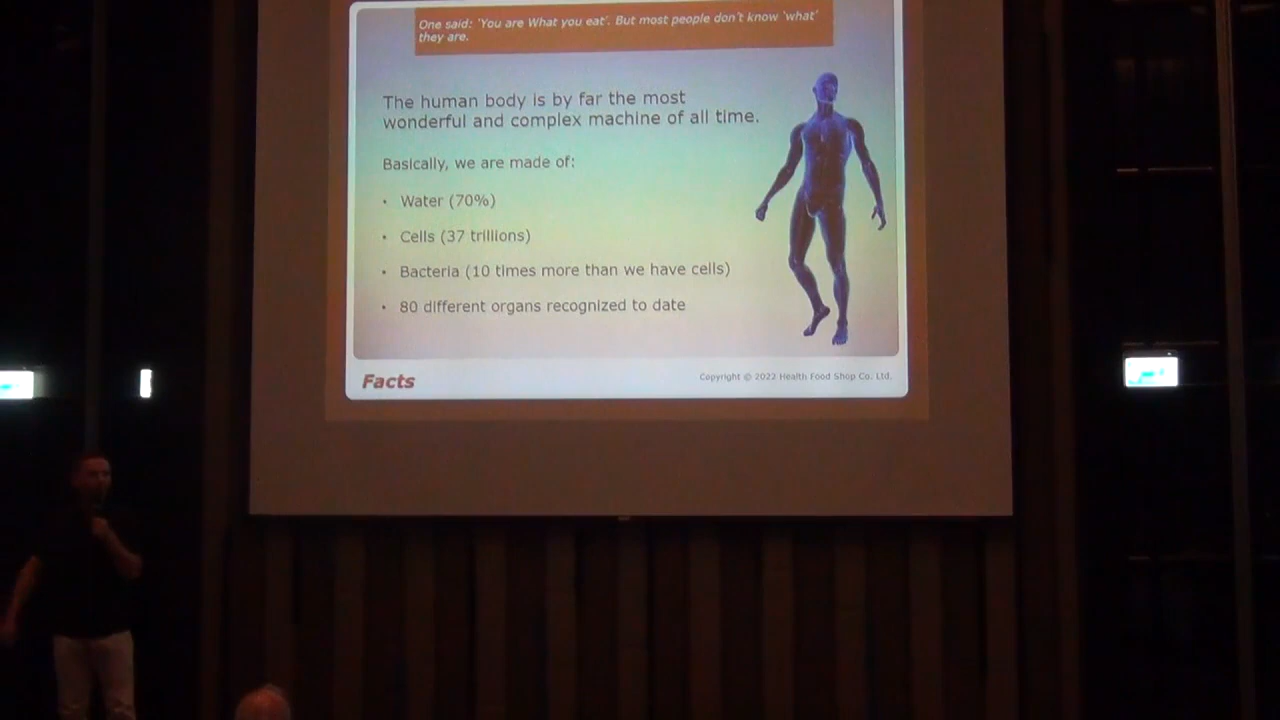 One said: ‘You are What you eat’. But most people don’t know ‘what’
they are.
The human body is by far the most
wonderful and complex machine of all time.
Basically, we are made of:
• Water (70%)
• Cells (37 trillions)
• Bacteria (10 times more than we have cells)
• 80 different organs recognized to date
Facts
Copyright © 2022 Health Food Shop Co. Ltd.